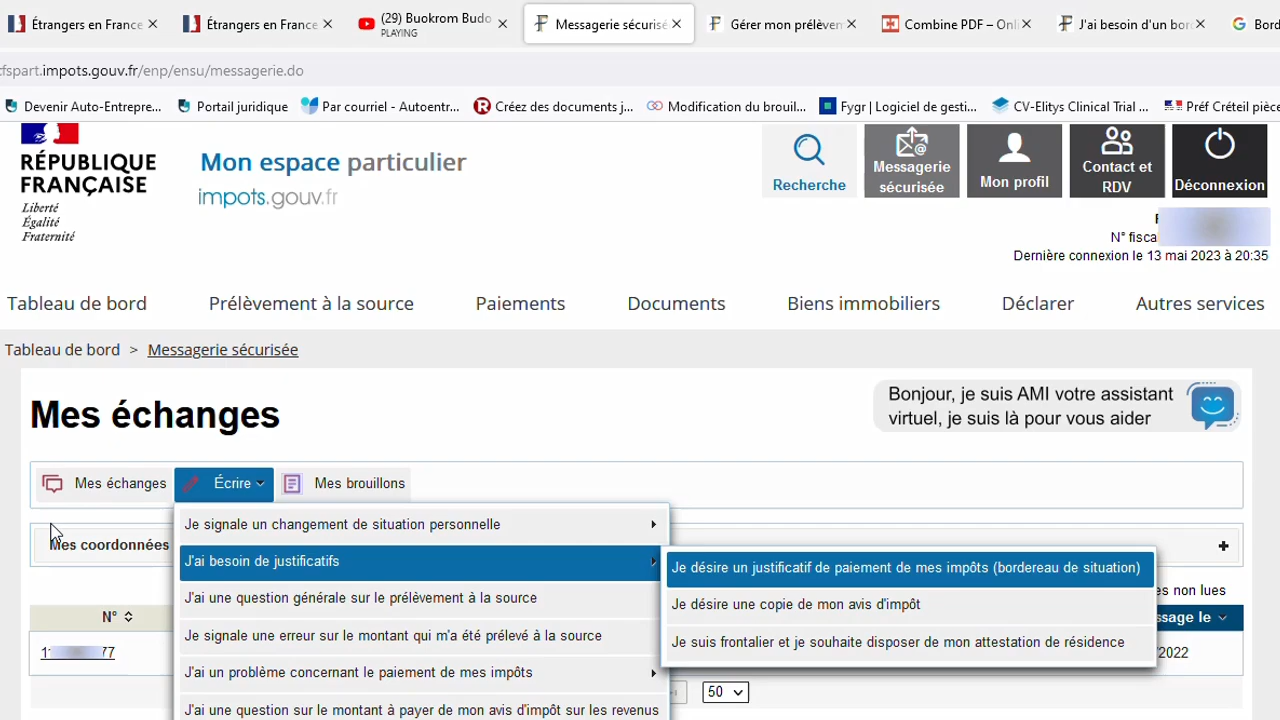 Étrangers en France
Étrangers en France
(29) Buokrom Budo
PLAYING
Messagerie sécurisé
Gérer mon prélèvem
Combine PDF – Onli
J'ai besoin d'un bor
Bord
fspart.impots.gouv.fr/enp/ensu/messagerie.do
Devenir Auto-Entrepre...
Portail juridique
Par courriel - Autoentr...
Créez des documents j...
Modification du brouil...
Fygr | Logiciel de gesti...
CV-Elitys Clinical Trial ...
Préf Créteil pièce
RÉPUBLIQUE
FRANÇAISE
Liberté
Égalité
Fraternité
Mon espace particulier
impots.gouv.fr
Recherche
Messagerie
sécurisée
Mon profil
Contact et
RDV
Déconnexion
N° fisca
Dernière connexion le 13 mai 2023 à 20:35
Tableau de bord
Prélèvement à la source
Paiements
Documents
Biens immobiliers
Déclarer
Autres services
Tableau de bord > Messagerie sécurisée
Mes échanges
Bonjour, je suis AMI votre assistant
virtuel, je suis là pour vous aider
Mes échanges
Écrire
Mes brouillons
Mes coordonnées
Je signale un changement de situation personnelle
J'ai besoin de justificatifs
J'ai une question générale sur le prélèvement à la source
Je signale une erreur sur le montant qui m'a été prélevé à la source
J'ai un problème concernant le paiement de mes impôts
J'ai une question sur le montant à payer de mon avis d'impôt sur les revenus
Je désire un justificatif de paiement de mes impôts (bordereau de situation)
Je désire une copie de mon avis d'impôt
Je suis frontalier et je souhaite disposer de mon attestation de résidence
es non lues
N°
ssage le
77
/2022
50